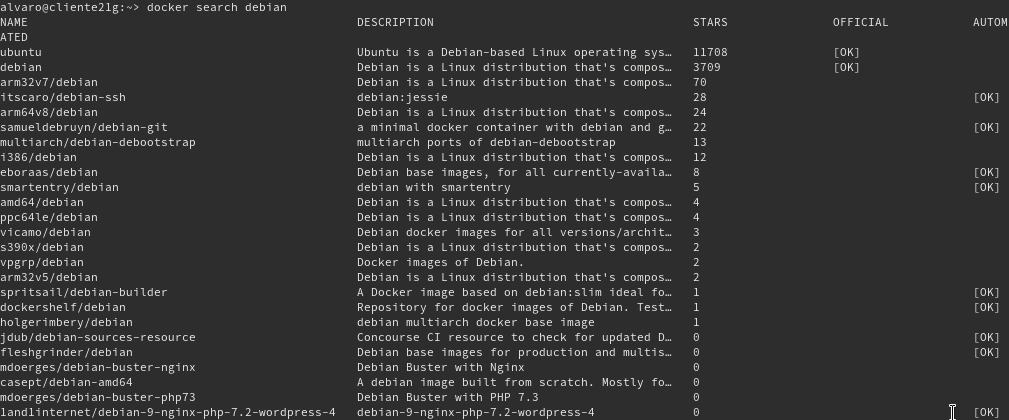 alvaro@cliente21g:~> docker search debian
NAME DESCRIPTION STARS OFFICIAL AUTOM
ATED
ubuntu Ubuntu is a Debian-based Linux operating sys… 11708 [OK]
debian Debian is a Linux distribution that's compos… 3709 [OK]
arm32v7/debian Debian is a Linux distribution that's compos… 70
itscaro/debian-ssh debian:jessie 28 [OK]
arm64v8/debian Debian is a Linux distribution that's compos… 24
samueldebruyn/debian-git a minimal docker container with debian and g… 22 [OK]
multiarch/debian-debootstrap multiarch ports of debian-debootstrap 13
i386/debian Debian is a Linux distribution that's compos… 12
eboraas/debian Debian base images, for all currently-availa… 8 [OK]
smartentry/debian debian with smartentry 5 [OK]
amd64/debian Debian is a Linux distribution that's compos… 4
ppc64le/debian Debian is a Linux distribution that's compos… 4
vicamo/debian Debian docker images for all versions/archit… 3
s390x/debian Debian is a Linux distribution that's compos… 2
vpgrp/debian Docker images of Debian. 2
arm32v5/debian Debian is a Linux distribution that's compos… 2
spritsail/debian-builder A Docker image based on debian:slim ideal fo… 1 [OK]
dockershelf/debian Repository for docker images of Debian. Test… 1 [OK]
holgerimbery/debian debian multiarch docker base image 1
jdub/debian-sources-resource Concourse CI resource to check for updated D… 0 [OK]
fleshgrinder/debian Debian base images for production and multis… 0 [OK]
mdoerges/debian-buster-nginx Debian Buster with Nginx 0
casept/debian-amd64 A debian image built from scratch. Mostly fo… 0
mdoerges/debian-buster-php73 Debian Buster with PHP 7.3 0
landlinternet/debian-9-nginx-php-7.2-wordpress-4 debian-9-nginx-php-7.2-wordpress-4 0 [OK]